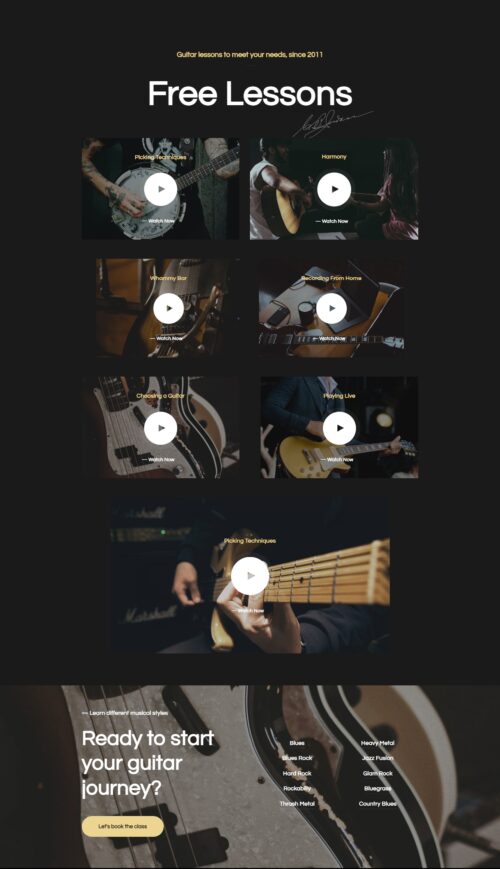 Guitar lessons to meet your needs, since 2011
Free Lessons
Picking Techniques
— Watch Now
Harmony
— Watch Now
Whammy Bar
— Watch Now
Recording From Home
— Watch Now
Choosing a Guitar
— Watch Now
Playing Live
— Watch Now
Marshall
Picking Techniques
Marshall
— Watch Now
— Learn different musical styles
Ready to start
your guitar
journey?
Let's book the class
Blues
Blues Rock
Hard Rock
Rockabilly
Thrash Metal
Heavy Metal
Jazz Fusion
Glam Rock
Bluegrass
Country Blues